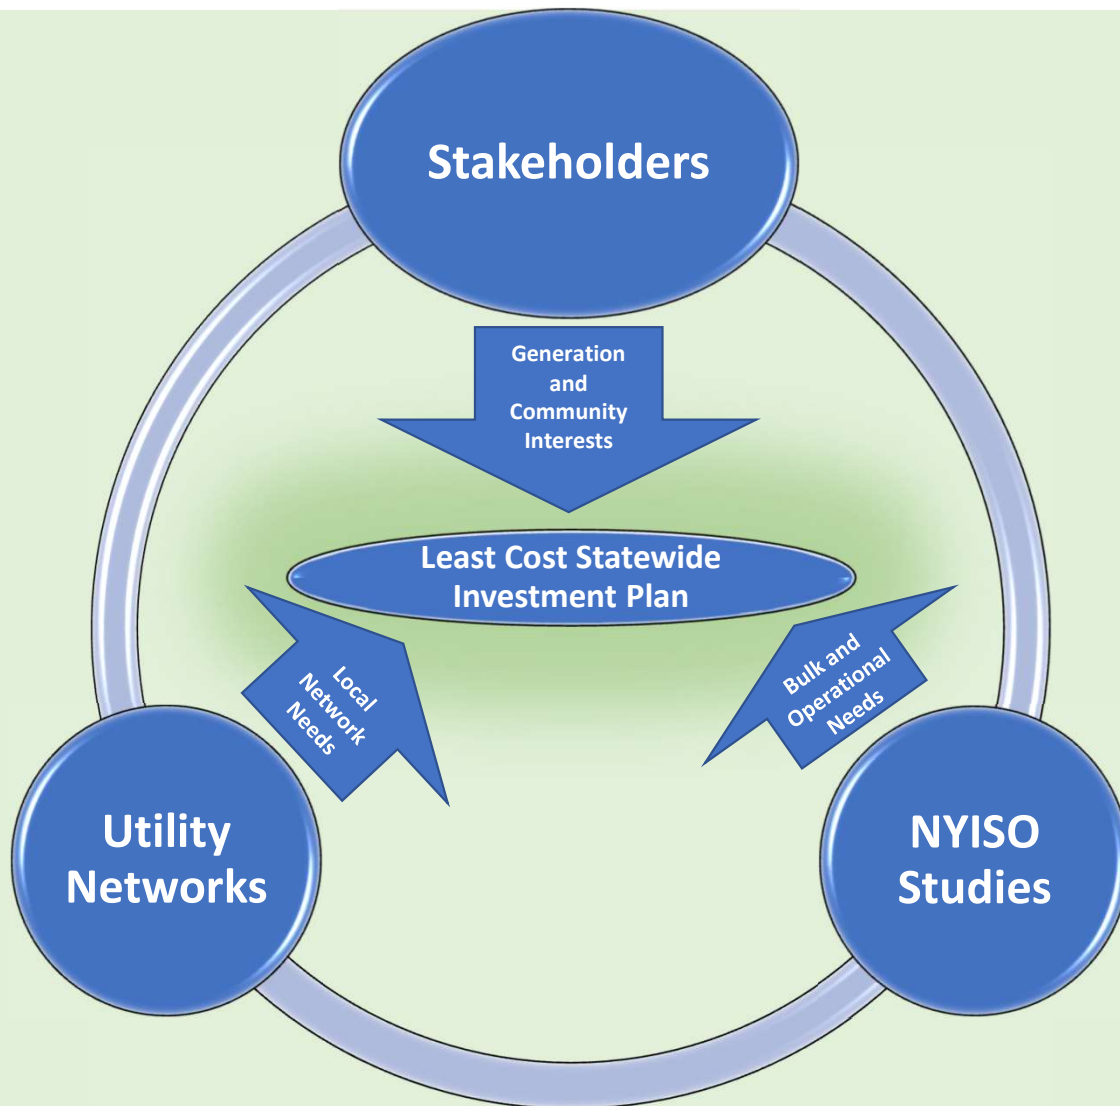 Stakeholders
Generation
and
Community
Interests
Least Cost Statewide
Investment Plan
Local
Network
Needs
Bulk and
Operational
Needs
Utility
Networks
NYISO
Studies